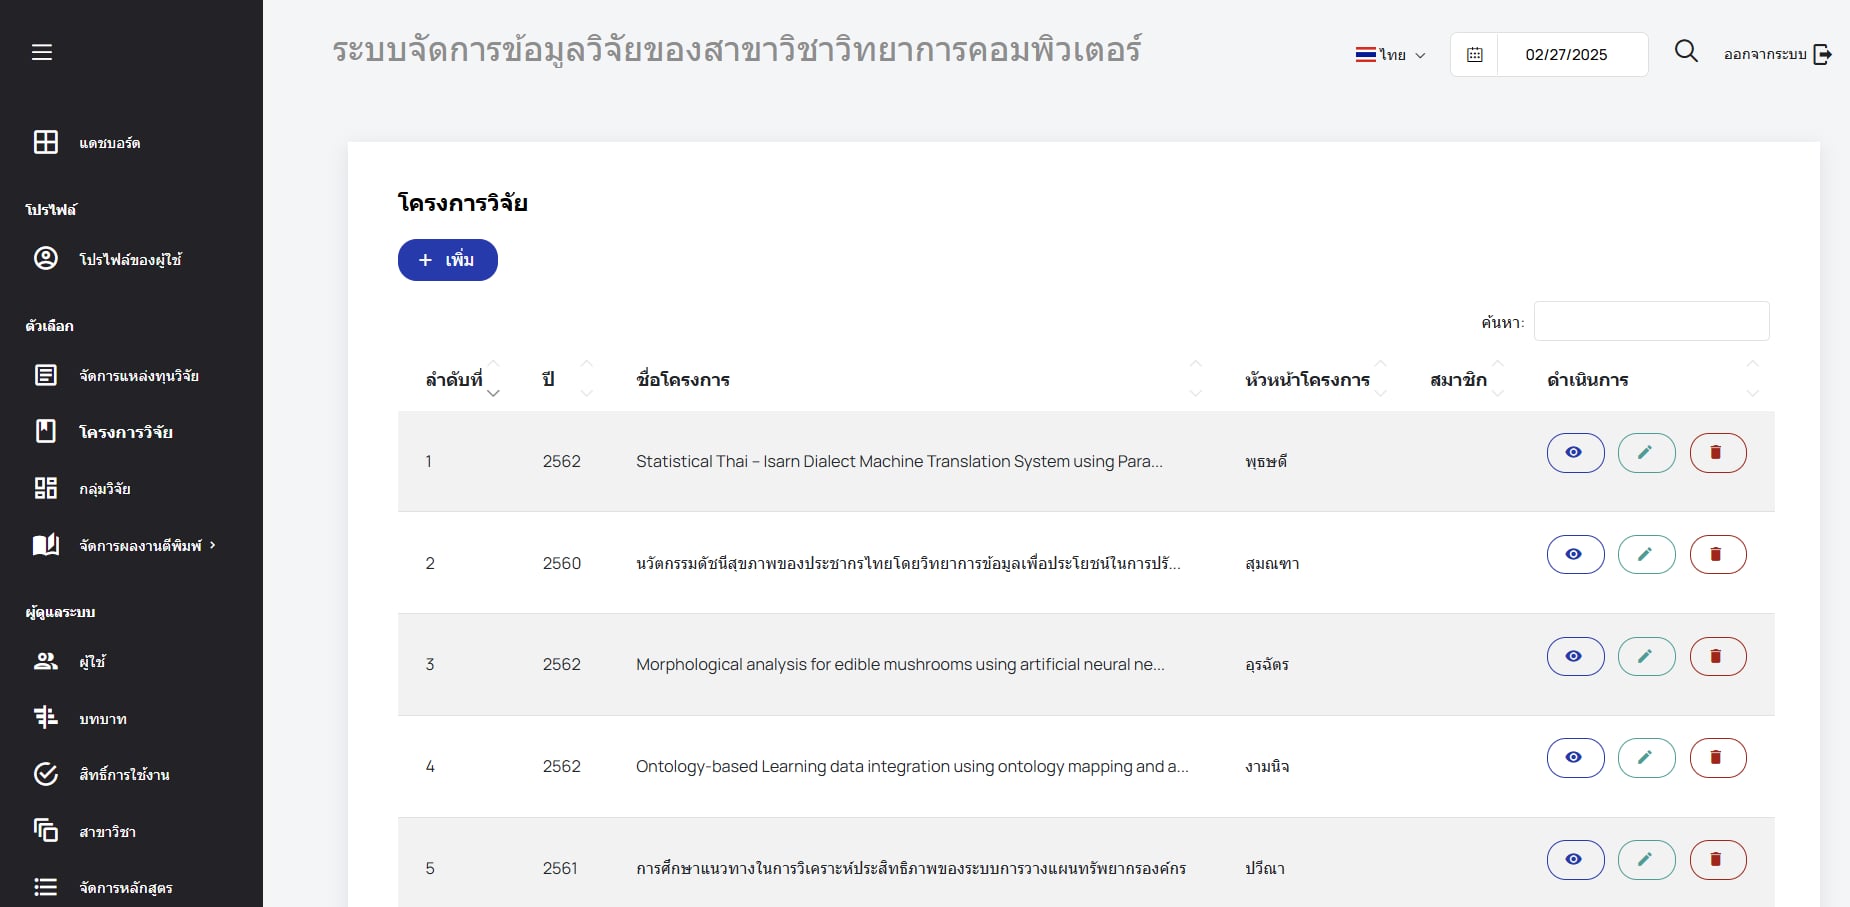 ระบบจัดการข้อมูลวิจัยของสาขาวิชาวิทยาการคอมพิวเตอร์
ไทย
02/27/2025
ออกจากระบบ
แดชบอร์ด
โปรไฟล์
โปรไฟล์ของผู้ใช้
ตัวเลือก
จัดการแหล่งทุนวิจัย
โครงการวิจัย
กลุ่มวิจัย
จัดการผลงานตีพิมพ์
ผู้ดูแลระบบ
ผู้ใช้
บทบาท
สิทธิ์การใช้งาน
สาขาวิชา
จัดการหลักสูตร
โครงการวิจัย
+ เพิ่ม
ค้นหา:
ลำดับที่ ปี ชื่อโครงการ หัวหน้าโครงการ สมาชิก ดำเนินการ
1 2562 Statistical Thai – Isarn Dialect Machine Translation System using Para... พุธษดี
2 2560 นวัตกรรมดัชนีสุขภาพของประชากรไทยโดยวิทยาการข้อมูลเพื่อประโยชน์ในการปรั... สุมณฑา
3 2562 Morphological analysis for edible mushrooms using artificial neural ne... อุรฉัตร
4 2562 Ontology-based Learning data integration using ontology mapping and a... งามนิจ
5 2561 การศึกษาแนวทางในการวิเคราะห์ประสิทธิภาพของระบบการวางแผนทรัพยากรองค์กร ปวีณา